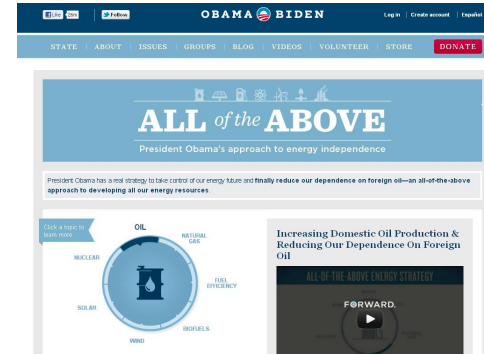 Like 26m Follow OBAMA BIDEN Log in Create account Español
STATE ABOUT ISSUES GROUPS BLOG VIDEOS VOLUNTEER STORE DONATE
ALL of the ABOVE
President Obama's approach to energy independence
President Obama has a real strategy to take control of our energy future and finally reduce our dependence on foreign oil—an all-of-the-above
approach to developing all our energy resources.
Click a topic to
learn more
OIL
NATURAL
GAS
FUEL
EFFICIENCY
BIOFUELS
WIND
SOLAR
NUCLEAR
Increasing Domestic Oil Production &
Reducing Our Dependence On Foreign
Oil
ALL-OF-THE-ABOVE ENERGY STRATEGY
FORWARD.